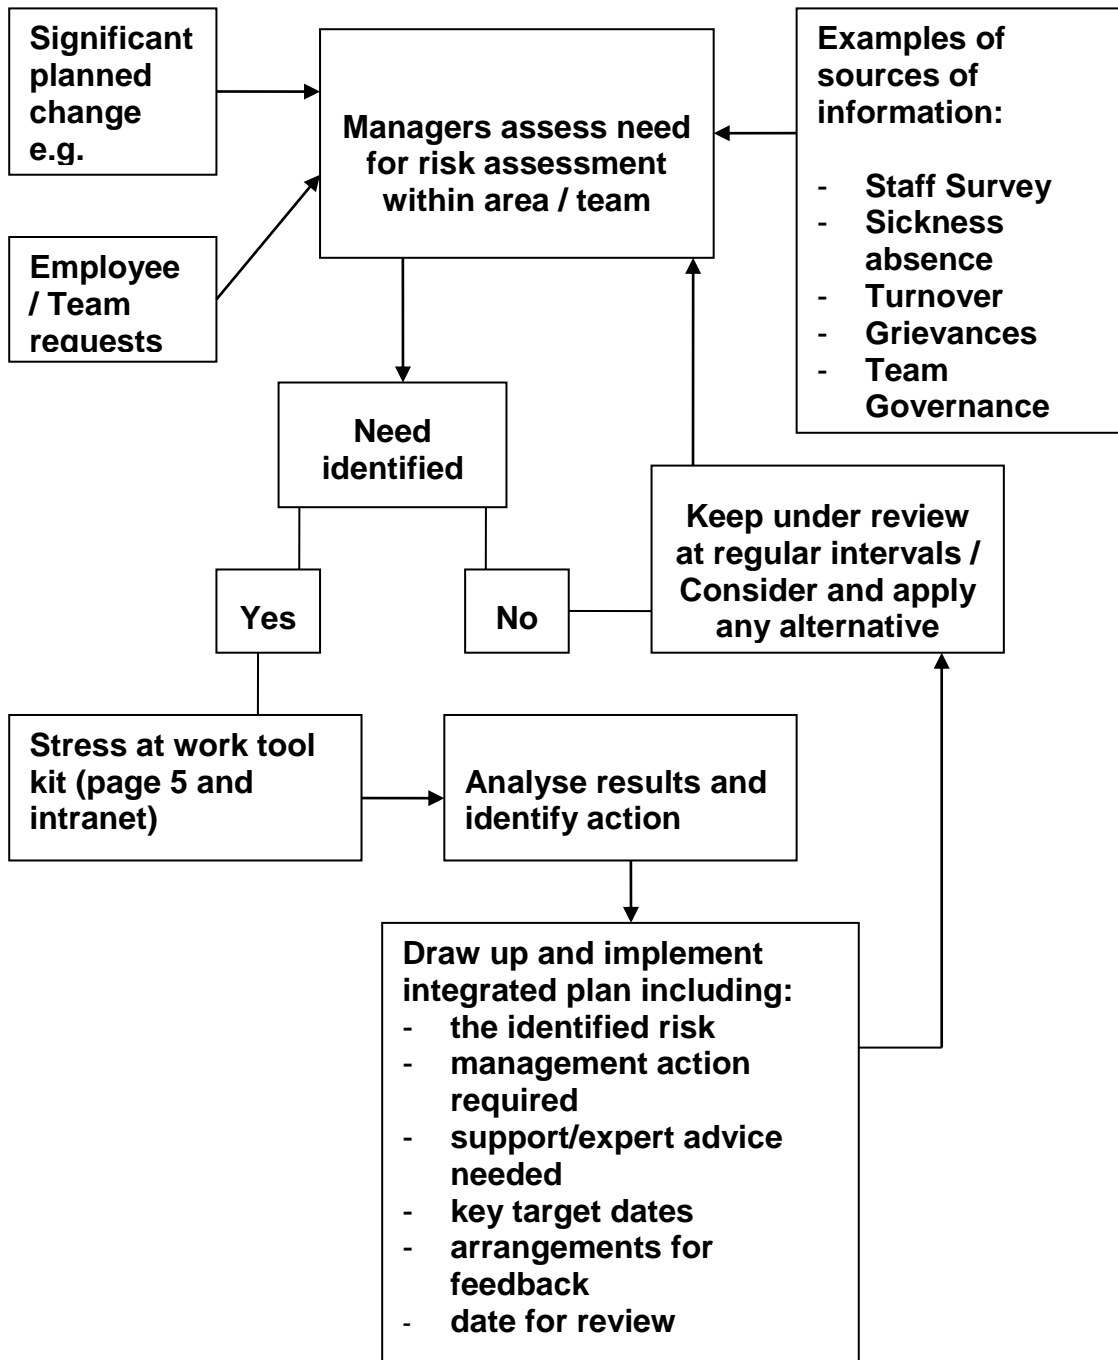 Significant
planned
change
e.g.
Employee
/ Team
requests
Managers assess need
for risk assessment
within area / team
Examples of
sources of
information:
- Staff Survey
- Sickness
absence
- Turnover
- Grievances
- Team
Governance
Need
identified
Yes
No
Keep under review
at regular intervals /
Consider and apply
any alternative
Stress at work tool
kit (page 5 and
intranet)
Analyse results and
identify action
Draw up and implement
integrated plan including:
- the identified risk
- management action
required
- support/expert advice
needed
- key target dates
- arrangements for
feedback
- date for review